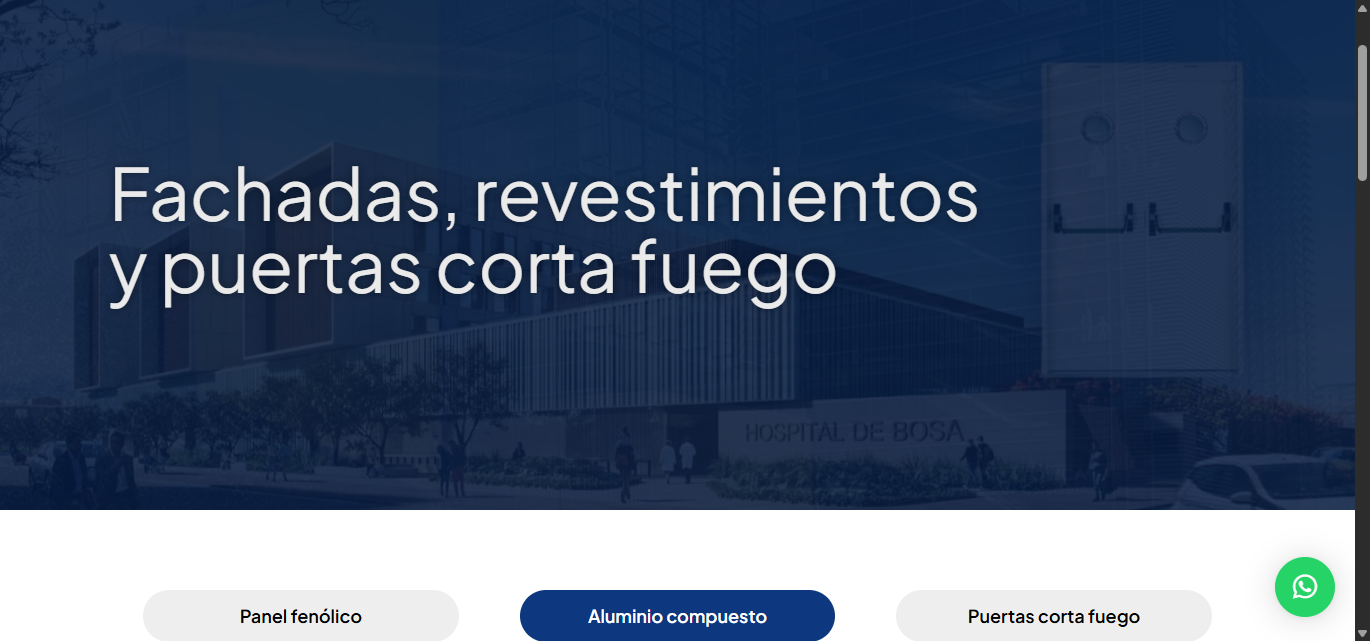 Fachadas, revestimientos
y puertas corta fuego
HOSPITAL DE BOSA
Panel fenólico
Aluminio compuesto
Puertas corta fuego